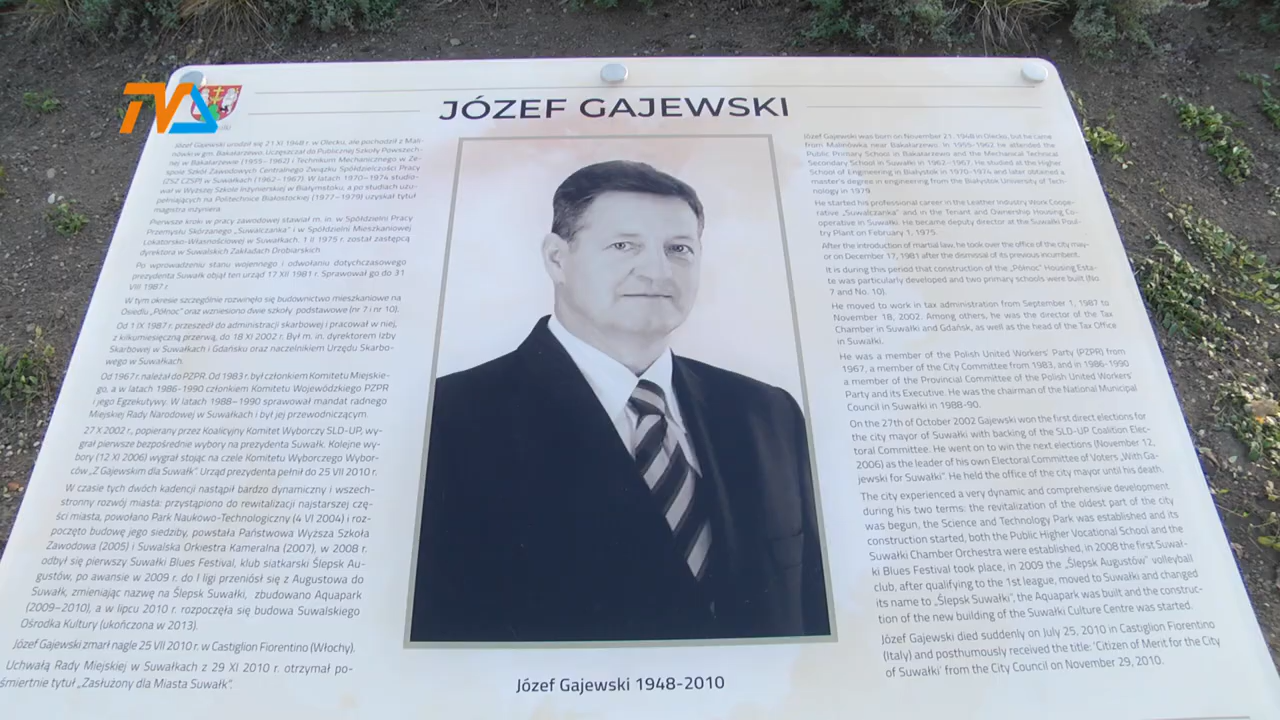 TVA
JÓZEF GAJEWSKI
Józef Gajewski urodził się 21 XI 1948 r. w Olecku, ale pochodził z Mali-
nówki w gm. Bakałarzewo. Uczęszczał do Publicznej Szkoły Powszech-
nej w Bakałarzewie (1955–1962) i Technikum Mechanicznego w Ze-
spole Szkół Zawodowych Centralnego Związku Spółdzielczości Pracy
(ZSZ CZSP) w Suwałkach (1962–1967). W latach 1970–1974 studio-
wał w Wyższej Szkole Inżynierskiej w Białymstoku, a po studiach uzu-
pełniających na Politechnice Białostockiej (1977–1979) uzyskał tytuł
magistra inżyniera.
Pierwsze kroki w pracy zawodowej stawiał m. in. w Spółdzielni Pracy
Przemysłu Skórzanego „Suwalczanka" i w Spółdzielni Mieszkaniowej
Lokatorsko-Własnościowej w Suwałkach. 1 II 1975 r. został zastępcą
dyrektora w Suwalskich Zakładach Drobiarskich.
Po wprowadzeniu stanu wojennego i odwołaniu dotychczasowego
prezydenta Suwałk objął ten urząd 17 XII 1981 r. Sprawował go do 31
VIII 1987 r.
W tym okresie szczególnie rozwinęło się budownictwo mieszkaniowe na
Osiedlu „Północ" oraz wzniesiono dwie szkoły podstawowe (nr 7 i nr 10).
Od 1 IX 1987 r. przeszedł do administracji skarbowej i pracował w niej,
z kilkumiesięczną przerwą, do 18 XI 2002 r. Był m. in. dyrektorem Izby
Skarbowej w Suwałkach i Gdańsku oraz naczelnikiem Urzędu Skarbo-
wego w Suwałkach.
Od 1967 r. należał do PZPR. Od 1983 r. był członkiem Komitetu Miejskie-
go, a w latach 1986-1990 członkiem Komitetu Wojewódzkiego PZPR
i jego Egzekutywy. W latach 1988–1990 sprawował mandat radnego
Miejskiej Rady Narodowej w Suwałkach i był jej przewodniczącym.
27 X 2002 r., popierany przez Koalicyjny Komitet Wyborczy SLD-UP, wy-
grał pierwsze bezpośrednie wybory na prezydenta Suwałk. Kolejne wy-
bory (12 XI 2006) wygrał stojąc na czele Komitetu Wyborczego Wybor-
ców „Z Gajewskim dla Suwałk". Urząd prezydenta pełnił do 25 VII 2010 r.
W czasie tych dwóch kadencji nastąpił bardzo dynamiczny i wszech-
stronny rozwój miasta: przystąpiono do rewitalizacji najstarszej czę-
ści miasta, powołano Park Naukowo-Technologiczny (4 VI 2004) i roz-
poczęto budowę jego siedziby, powstała Państwowa Wyższa Szkoła
Zawodowa (2005) i Suwalska Orkiestra Kameralna (2007), w 2008 r.
odbył się pierwszy Suwałki Blues Festival, klub siatkarski Ślepsk Au-
gustów, po awansie w 2009 r. do I ligi przeniósł się z Augustowa do
Suwałk, zmieniając nazwę na Ślepsk Suwałki, zbudowano Aquapark
(2009–2010), a w lipcu 2010 r. rozpoczęła się budowa Suwalskiego
Ośrodka Kultury (ukończona w 2013).
Józef Gajewski zmarł nagle 25 VII 2010 r. w Castiglion Fiorentino (Włochy).
Uchwałą Rady Miejskiej w Suwałkach z 29 XI 2010 r. otrzymał po-
śmiertnie tytuł „Zasłużony dla Miasta Suwałk".
Józef Gajewski 1948-2010
Józef Gajewski was born on November 21, 1948 in Olecko, but he came
from Malinówka near Bakałarzewo. In 1955-1962 he attended the
Public Primary School in Bakałarzewo and the Mechanical Technical
Secondary School in Suwałki in 1962-1967. He studied at the Higher
School of Engineering in Białystok in 1970-1974 and later obtained a
master's degree in engineering from the Białystok University of Tech-
nology in 1979.
He started his professional career in the Leather Industry Work Coope-
rative „Suwalczanka" and in the Tenant and Ownership Housing Co-
operative in Suwałki. He became deputy director at the Suwałki Poul-
try Plant on February 1, 1975.
After the introduction of martial law, he took over the office of the city may-
or on December 17, 1981 after the dismissal of its previous incumbent.
It is during this period that construction of the „Północ" Housing Esta-
te was particularly developed and two primary schools were built (No.
7 and No. 10).
He moved to work in tax administration from September 1, 1987 to
November 18, 2002. Among others, he was the director of the Tax
Chamber in Suwałki and Gdańsk, as well as the head of the Tax Office
in Suwałki.
He was a member of the Polish United Workers' Party (PZPR) from
1967, a member of the City Committee from 1983, and in 1986-1990
a member of the Provincial Committee of the Polish United Workers'
Party and its Executive. He was the chairman of the National Municipal
Council in Suwałki in 1988-90.
On the 27th of October 2002 Gajewski won the first direct elections for
the city mayor of Suwałki with backing of the SLD-UP Coalition Elec-
toral Committee. He went on to win the next elections (November 12,
2006) as the leader of his own Electoral Committee of Voters „With Ga-
jewski for Suwałki". He held the office of the city mayor until his death.
The city experienced a very dynamic and comprehensive development
during his two terms: the revitalization of the oldest part of the city
was begun, the Science and Technology Park was established and its
construction started, both the Public Higher Vocational School and the
Suwałki Chamber Orchestra were established, in 2008 the first Suwał-
ki Blues Festival took place, in 2009 the „Ślepsk Augustów" volleyball
club, after qualifying to the 1st league, moved to Suwałki and changed
its name to „Ślepsk Suwałki", the Aquapark was built and the construc-
tion of the new building of the Suwałki Culture Centre was started.
Józef Gajewski died suddenly on July 25, 2010 in Castiglion Fiorentino
(Italy) and posthumously received the title: 'Citizen of Merit for the City
of Suwałki' from the City Council on November 29, 2010.